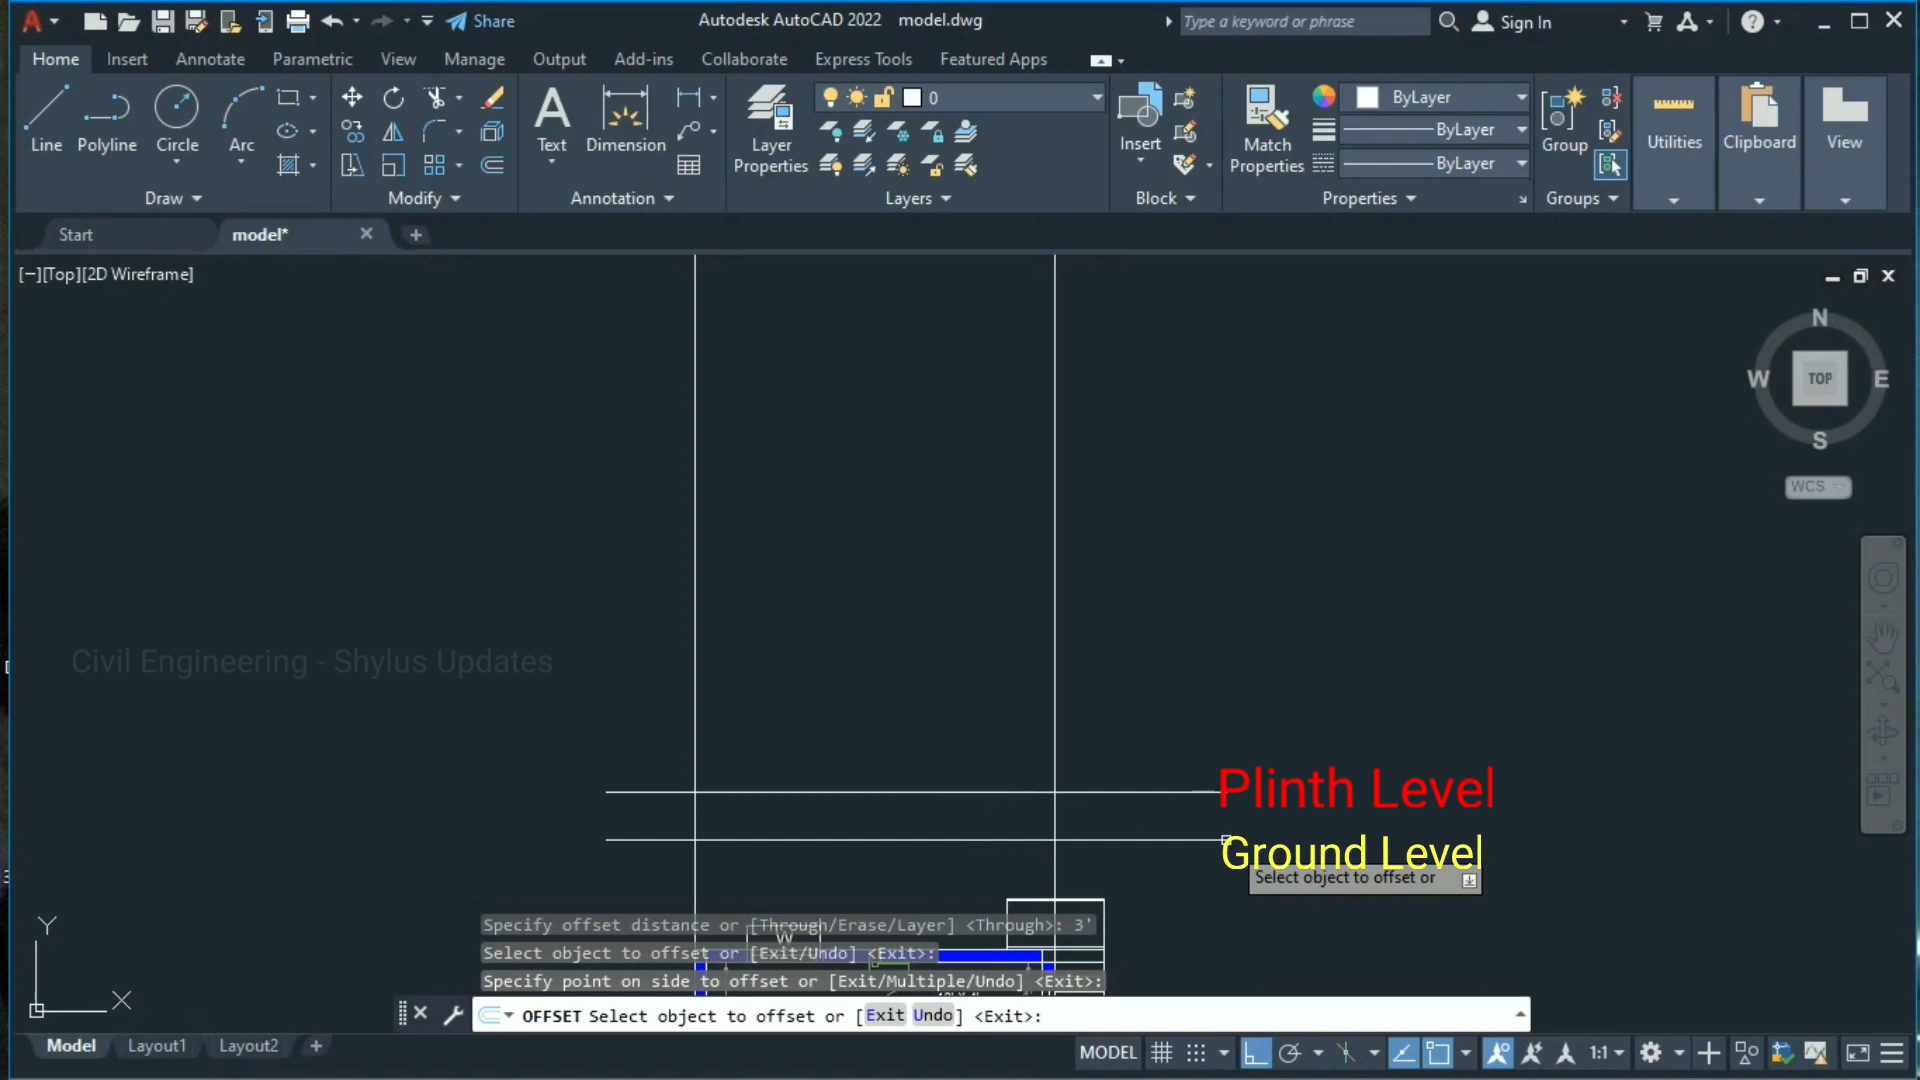 Share
Autodesk AutoCAD 2022 model.dwg
Type a keyword or phrase
Sign In
Home Insert Annotate Parametric View Manage Output Add-ins Collaborate Express Tools Featured Apps
Line Polyline Circle Arc
Draw
Modify
Text Dimension
Annotation
Layer Properties
0
Layers
Insert
Block
Match Properties
ByLayer
ByLayer
ByLayer
Properties
Group
Groups
Utilities
Clipboard
View
Start
model*
[−][Top][2D Wireframe]
N
W TOP E
S
WCS
Civil Engineering - Shylus Updates
Plinth Level
Ground Level
Select object to offset or
Y
X
W
Specify offset distance or [Through/Erase/Layer] <Through>: 3'
Select object to offset or [Exit/Undo] <Exit>:
Specify point on side to offset or [Exit/Multiple/Undo] <Exit>:
OFFSET Select object to offset or [Exit Undo] <Exit>:
Model Layout1 Layout2
MODEL
1:1